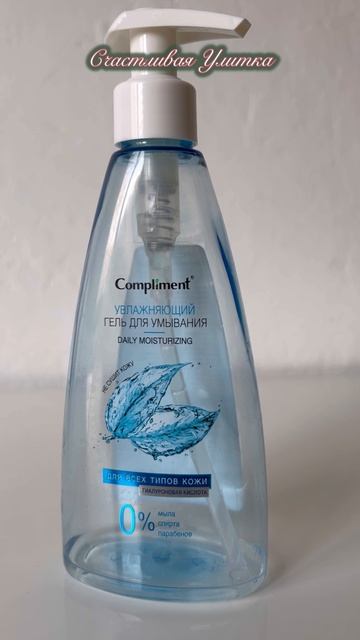 Счастливая Улитка
Compliment®
УВЛАЖНЯЮЩИЙ
ГЕЛЬ ДЛЯ УМЫВАНИЯ
DAILY MOISTURIZING
НЕ СУШИТ КОЖУ
ДЛЯ ВСЕХ ТИПОВ КОЖИ
ГИАЛУРОНОВАЯ КИСЛОТА
0% мыла
спирта
парабенов